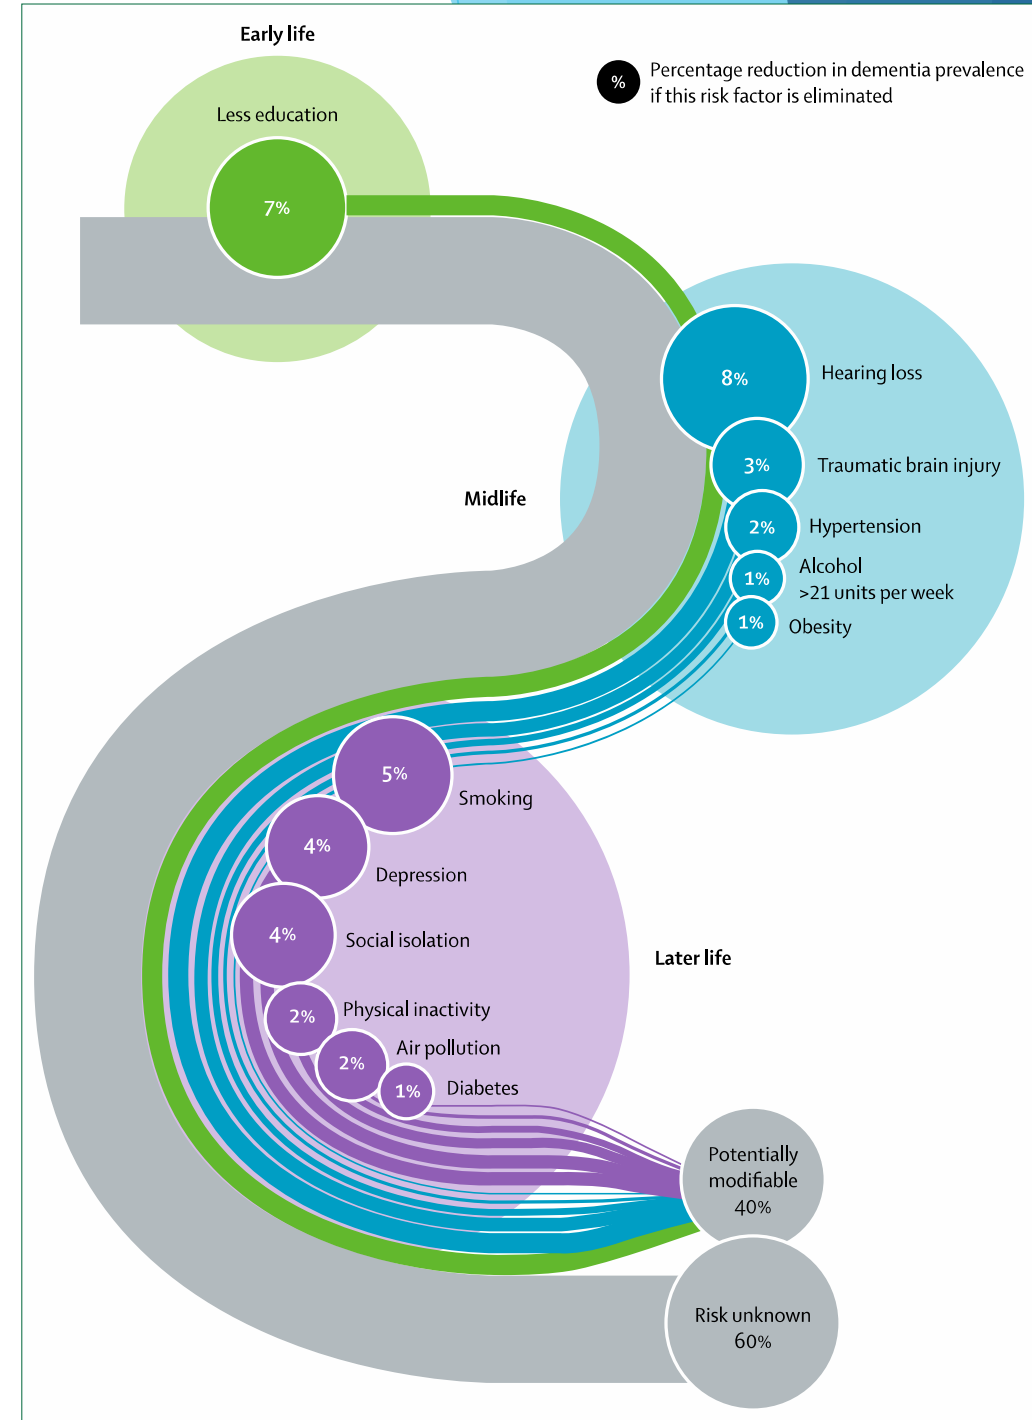 Early life
%
Percentage reduction in dementia prevalence
if this risk factor is eliminated
Less education
7%
8%
Hearing loss
3%
Traumatic brain injury
Midlife
2%
Hypertension
1%
Alcohol
>21 units per week
1%
Obesity
5%
Smoking
4%
Depression
4%
Social isolation
Later life
2%
Physical inactivity
2%
Air pollution
1%
Diabetes
Potentially
modifiable
40%
Risk unknown
60%